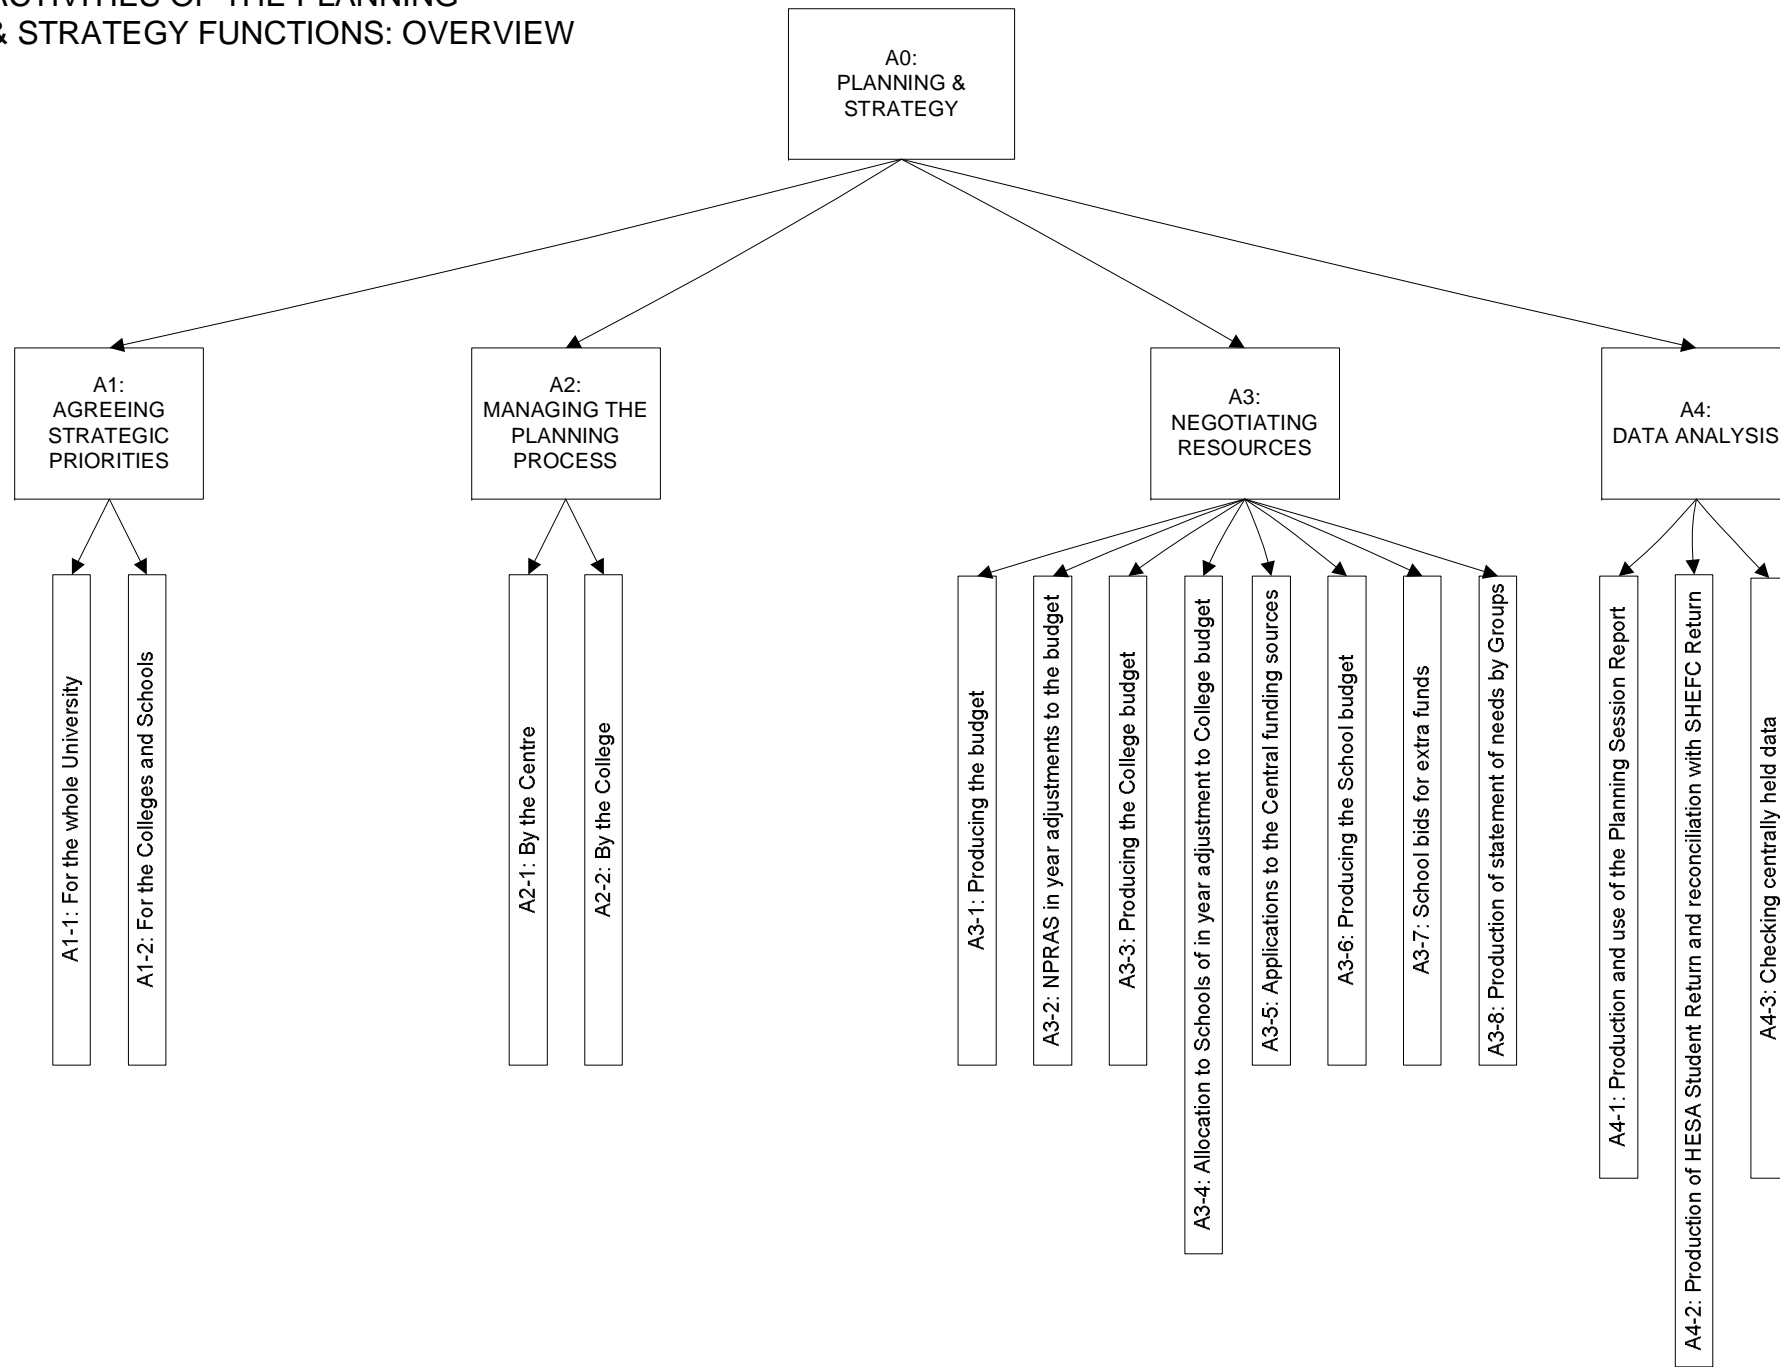 ACTIVITIES OF THE PLANNING
& STRATEGY FUNCTIONS: OVERVIEW
A0:
PLANNING &
STRATEGY
A1:
AGREEING
STRATEGIC
PRIORITIES
A2:
MANAGING THE
PLANNING
PROCESS
A3:
NEGOTIATING
RESOURCES
A4:
DATA ANALYSIS
A1-1: For the whole University
A1-2: For the Colleges and Schools
A2-1: By the Centre
A2-2: By the College
A3-1: Producing the budget
A3-2: NPRAS in year adjustments to the budget
A3-3: Producing the College budget
A3-4: Allocation to Schools of in year adjustment to College budget
A3-5: Applications to the Central funding sources
A3-6: Producing the School budget
A3-7: School bids for extra funds
A3-8: Production of statement of needs by Groups
A4-1: Production and use of the Planning Session Report
A4-2: Production of HESA Student Return and reconciliation with SHEFC Return
A4-3: Checking centrally held data